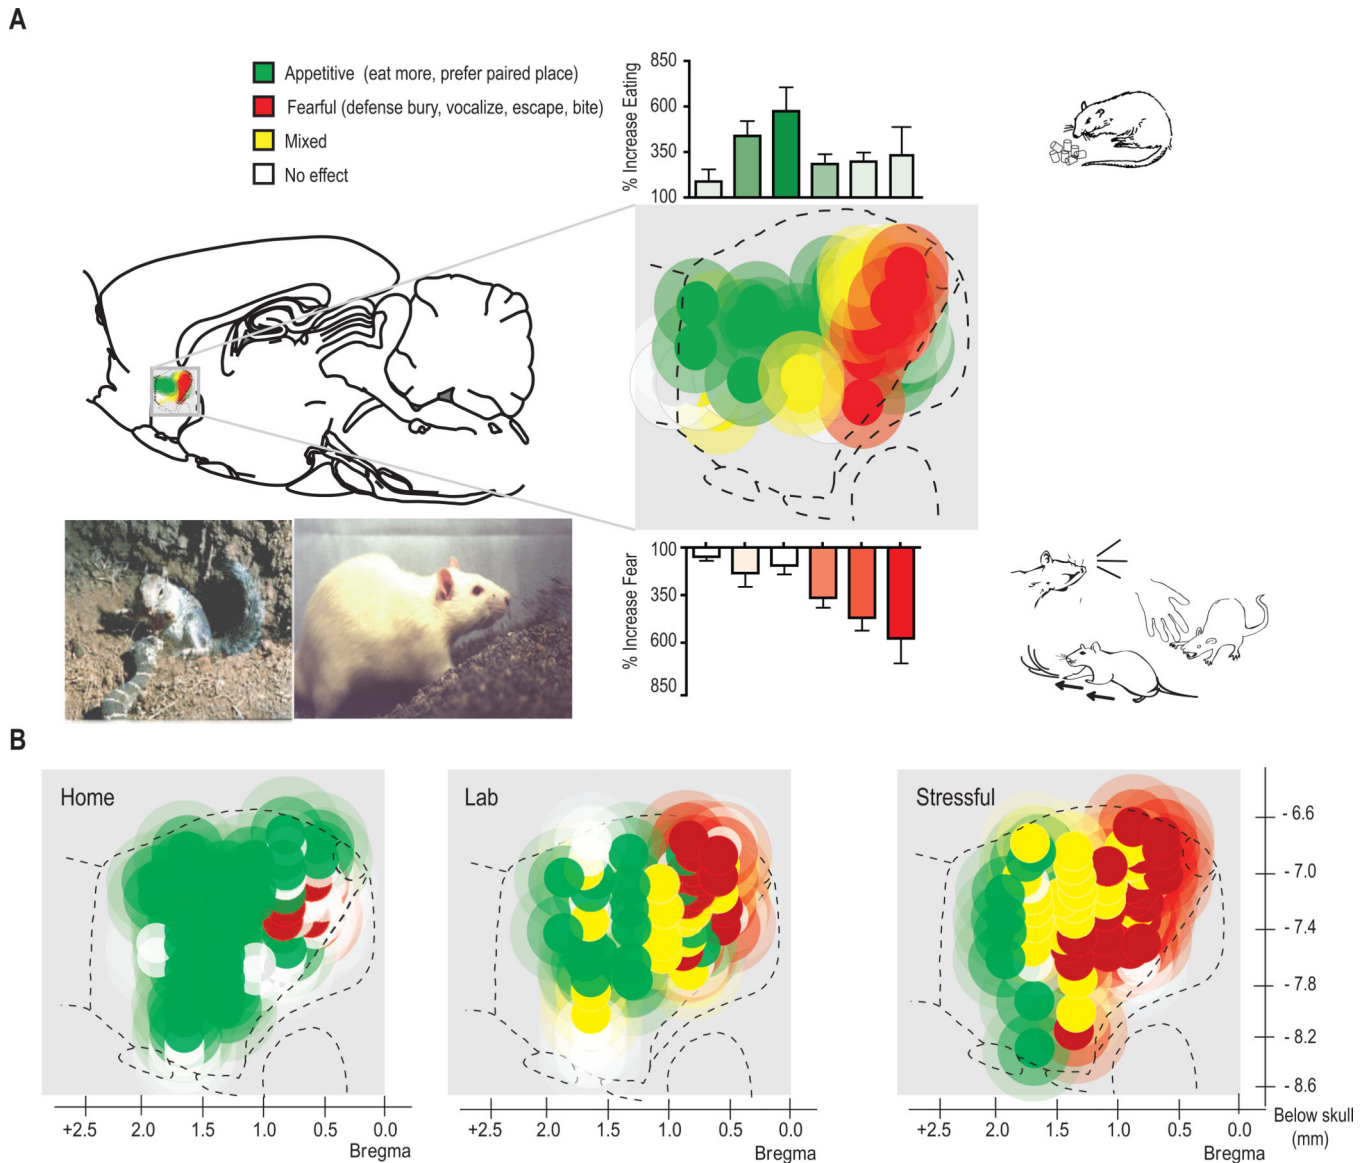 A
Appetitive (eat more, prefer paired place)
Fearful (defense bury, vocalize, escape, bite)
Mixed
No effect
% Increase Eating
850
600
350
100
% Increase Fear
100
350
600
850
B
Home
Lab
Stressful
-6.6
-7.0
-7.4
-7.8
-8.2
-8.6
Below skull
(mm)
+2.5 2.0 1.5 1.0 0.5 0.0
Bregma
+2.5 2.0 1.5 1.0 0.5 0.0
Bregma
+2.5 2.0 1.5 1.0 0.5 0.0
Bregma